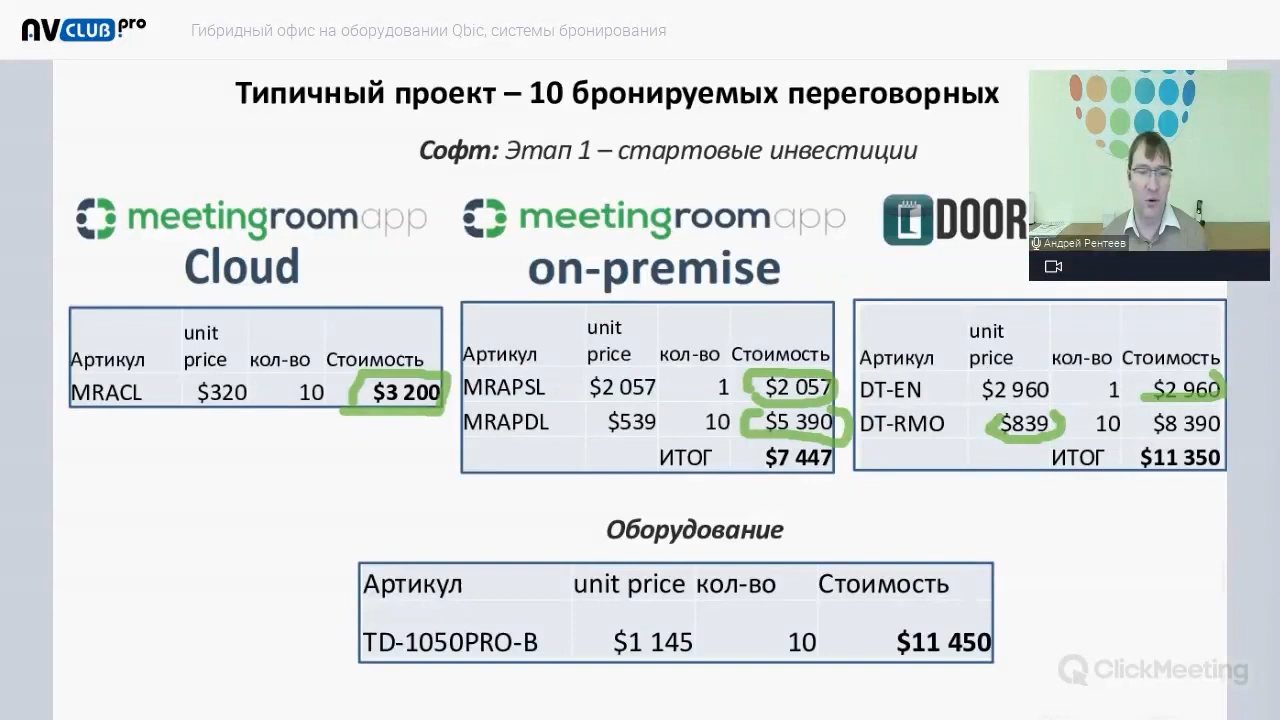 AVCLUB.pro
Гибридный офис на оборудовании Qbic, системы бронирования
Типичный проект – 10 бронируемых переговорных
Софт: Этап 1 – стартовые инвестиции
meetingroomapp
Cloud
meetingroomapp
on-premise
DOOR
Андрей Рентеев
Артикул unit price кол-во Стоимость
MRACL $320 10 $3 200
Артикул unit price кол-во Стоимость
MRAPSL $2 057 1 $2 057
MRAPDL $539 10 $5 390
ИТОГ $7 447
Артикул unit price кол-во Стоимость
DT-EN $2 960 1 $2 960
DT-RMO $839 10 $8 390
ИТОГ $11 350
Оборудование
Артикул unit price кол-во Стоимость
TD-1050PRO-B $1 145 10 $11 450
ClickMeeting